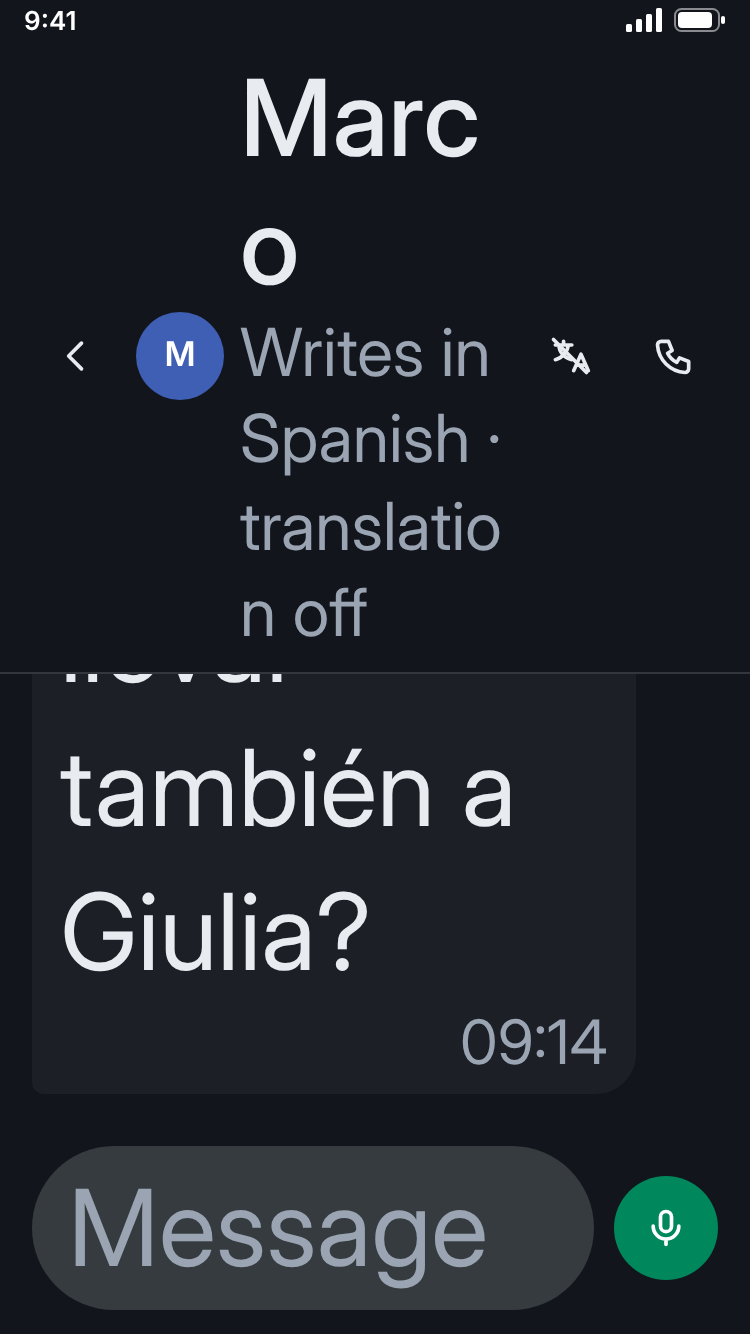 9:41
Marc
o
M
Writes in
Spanish ·
translatio
n off
también a
Giulia?
09:14
Message